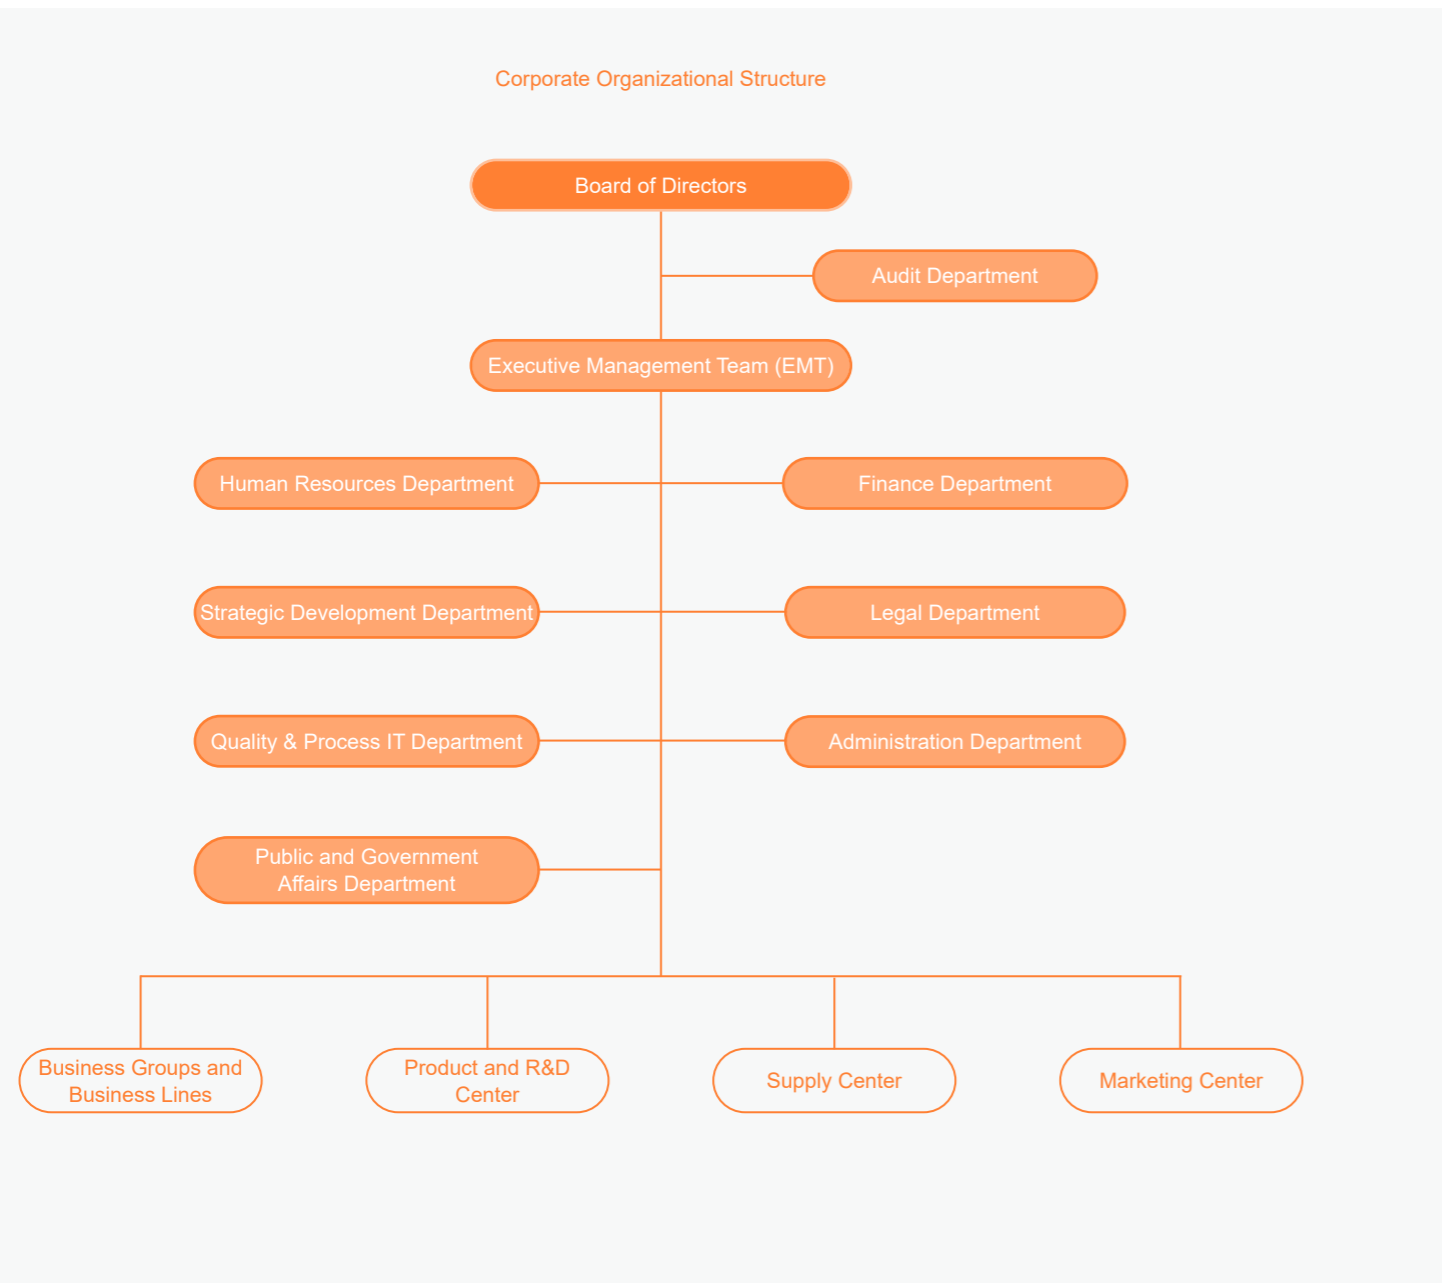 Corporate Organizational Structure
Board of Directors
Audit Department
Executive Management Team (EMT)
Human Resources Department
Finance Department
Strategic Development Department
Legal Department
Quality & Process IT Department
Administration Department
Public and Government
Affairs Department
Business Groups and
Business Lines
Product and R&D
Center
Supply Center
Marketing Center